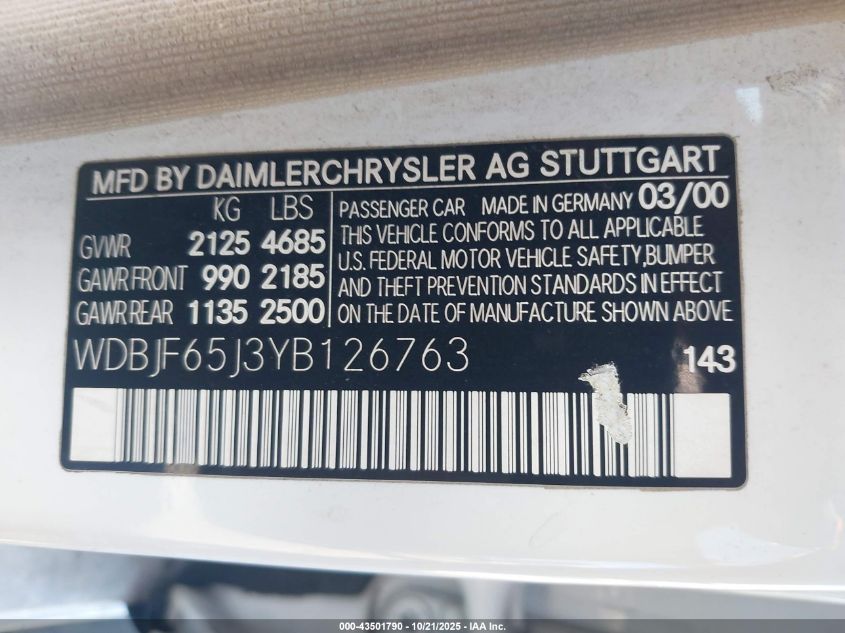 MFD BY DAIMLERCHRYSLER AG STUTTGART
KG LBS
GVWR 2125 4685
GAWR FRONT 990 2185
GAWR REAR 1135 2500
PASSENGER CAR MADE IN GERMANY 03/00
THIS VEHICLE CONFORMS TO ALL APPLICABLE
U.S. FEDERAL MOTOR VEHICLE SAFETY,BUMPER
AND THEFT PREVENTION STANDARDS IN EFFECT
ON THE DATE OF MANUFACTURE SHOWN ABOVE
WDBJF65J3YB126763 143
000-43501790 - 10/21/2025 - IAA Inc.